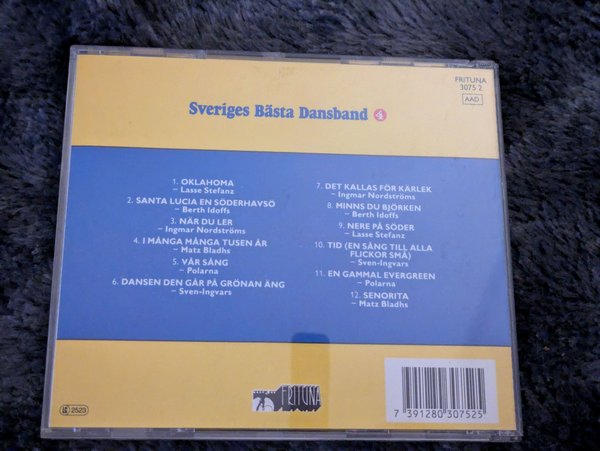 FRITUNA
3075 2
AAD
Sveriges Bästa Dansband 4
1. OKLAHOMA
– Lasse Stefanz
2. SANTA LUCIA EN SÖDERHAVSÖ
– Berth Idoffs
3. NÄR DU LER
– Ingmar Nordströms
4. I MÅNGA MÅNGA TUSEN ÅR
– Matz Bladhs
5. VÅR SÅNG
– Polarna
6. DANSEN DEN GÅR PÅ GRÖNAN ÄNG
– Sven-Ingvars
7. DET KALLAS FÖR KÄRLEK
– Ingmar Nordströms
8. MINNS DU BJÖRKEN
– Berth Idoffs
9. NERE PÅ SÖDER
– Lasse Stefanz
10. TID (EN SÅNG TILL ALLA
FLICKOR SMÅ)
– Sven-Ingvars
11. EN GAMMAL EVERGREEN
– Polarna
12. SENORITA
– Matz Bladhs
LC 2523
FRITUNA
7 391280 307525